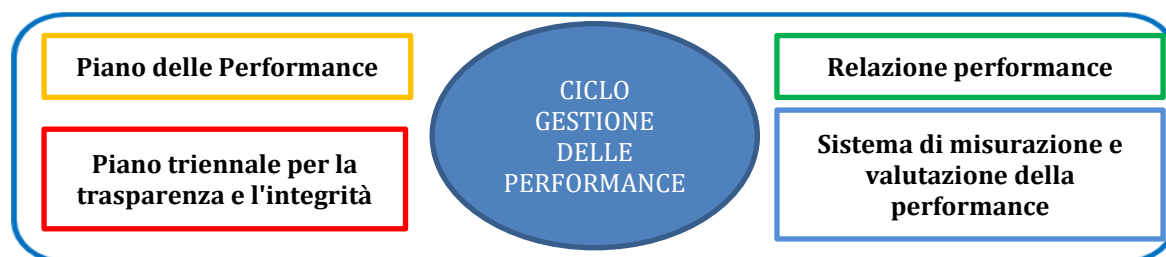 Piano delle Performance
Piano triennale per la
trasparenza e l'integrità
CICLO
GESTIONE
DELLE
PERFORMANCE
Relazione performance
Sistema di misurazione e
valutazione della
performance